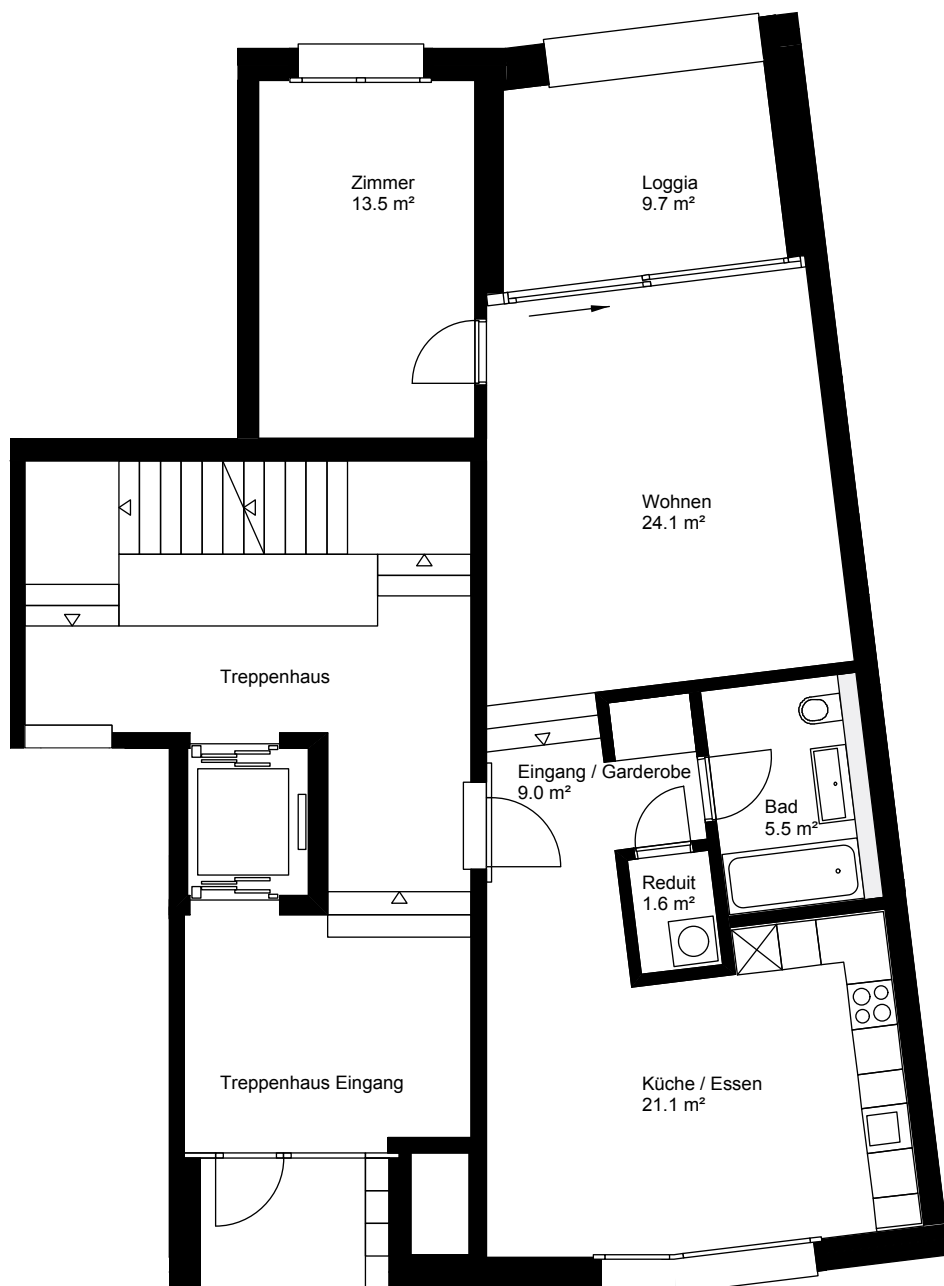 Zimmer
13.5 m²
Loggia
9.7 m²
Wohnen
24.1 m²
Treppenhaus
Eingang / Garderobe
9.0 m²
Bad
5.5 m²
Reduit
1.6 m²
Treppenhaus Eingang
Küche / Essen
21.1 m²